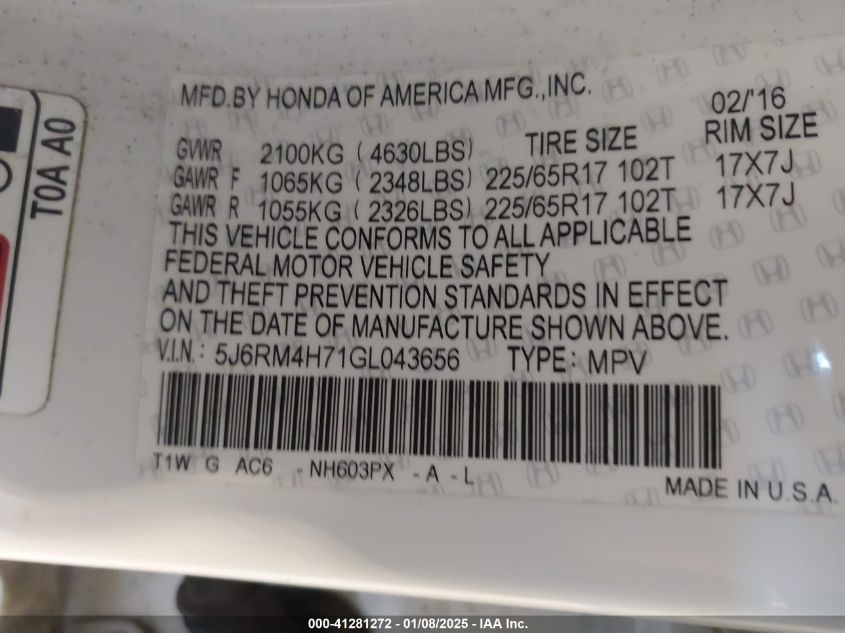 MFD.BY HONDA OF AMERICA MFG.,INC. 02/'16
GVWR 2100KG ( 4630LBS) TIRE SIZE RIM SIZE
GAWR F 1065KG ( 2348LBS) 225/65R17 102T 17X7J
GAWR R 1055KG ( 2326LBS) 225/65R17 102T 17X7J
THIS VEHICLE CONFORMS TO ALL APPLICABLE
FEDERAL MOTOR VEHICLE SAFETY
AND THEFT PREVENTION STANDARDS IN EFFECT
ON THE DATE OF MANUFACTURE SHOWN ABOVE.
V.I.N.: 5J6RM4H71GL043656 TYPE: MPV
T1W G AC6 -NH603PX -A -L
MADE IN U.S.A.
T0A A0
000-41281272 - 01/08/2025 - IAA Inc.